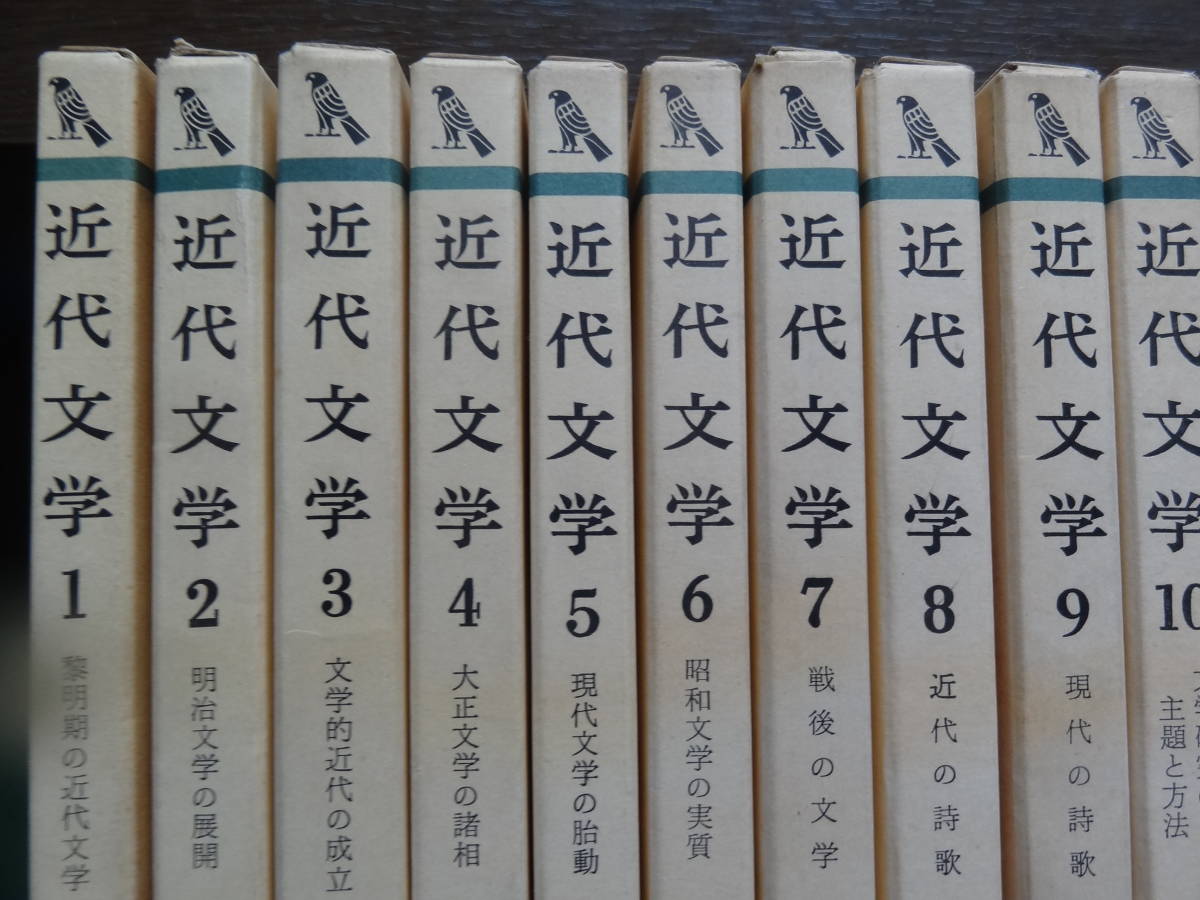 近代文学
1
黎明期の近代文学
近代文学
2
明治文学の展開
近代文学
3
文学的近代の成立
近代文学
4
大正文学の諸相
近代文学
5
現代文学の胎動
近代文学
6
昭和文学の実質
近代文学
7
戦後の文学
近代文学
8
近代の詩歌
近代文学
9
現代の詩歌
近代文学
10
主題と方法